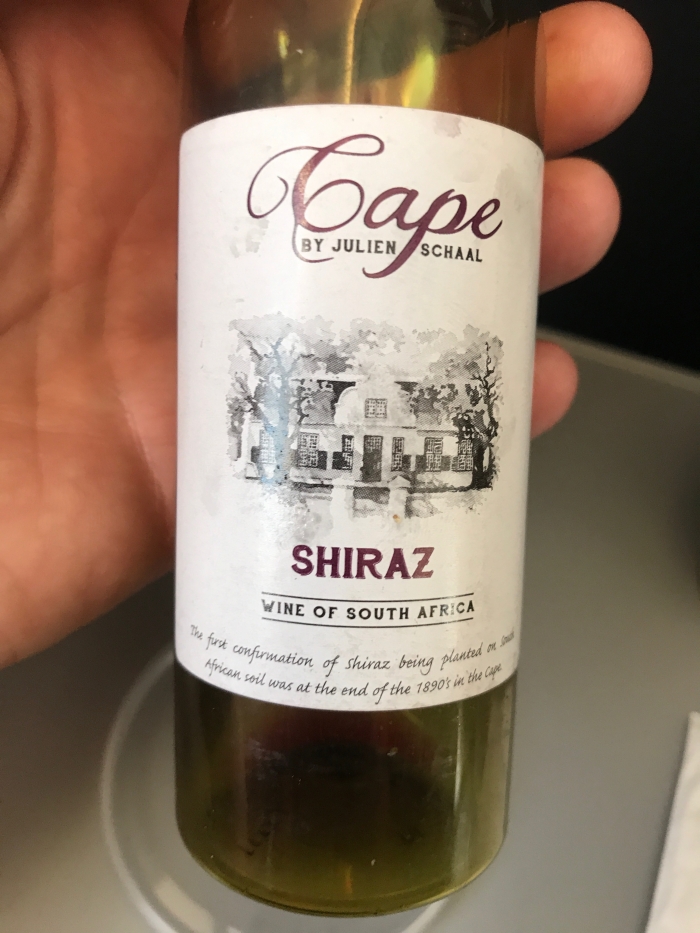 Cape
BY JULIEN SCHAAL
SHIRAZ
WINE OF SOUTH AFRICA
The first confirmation of Shiraz being planted on South
African soil was at the end of the 1890's in the Cape.